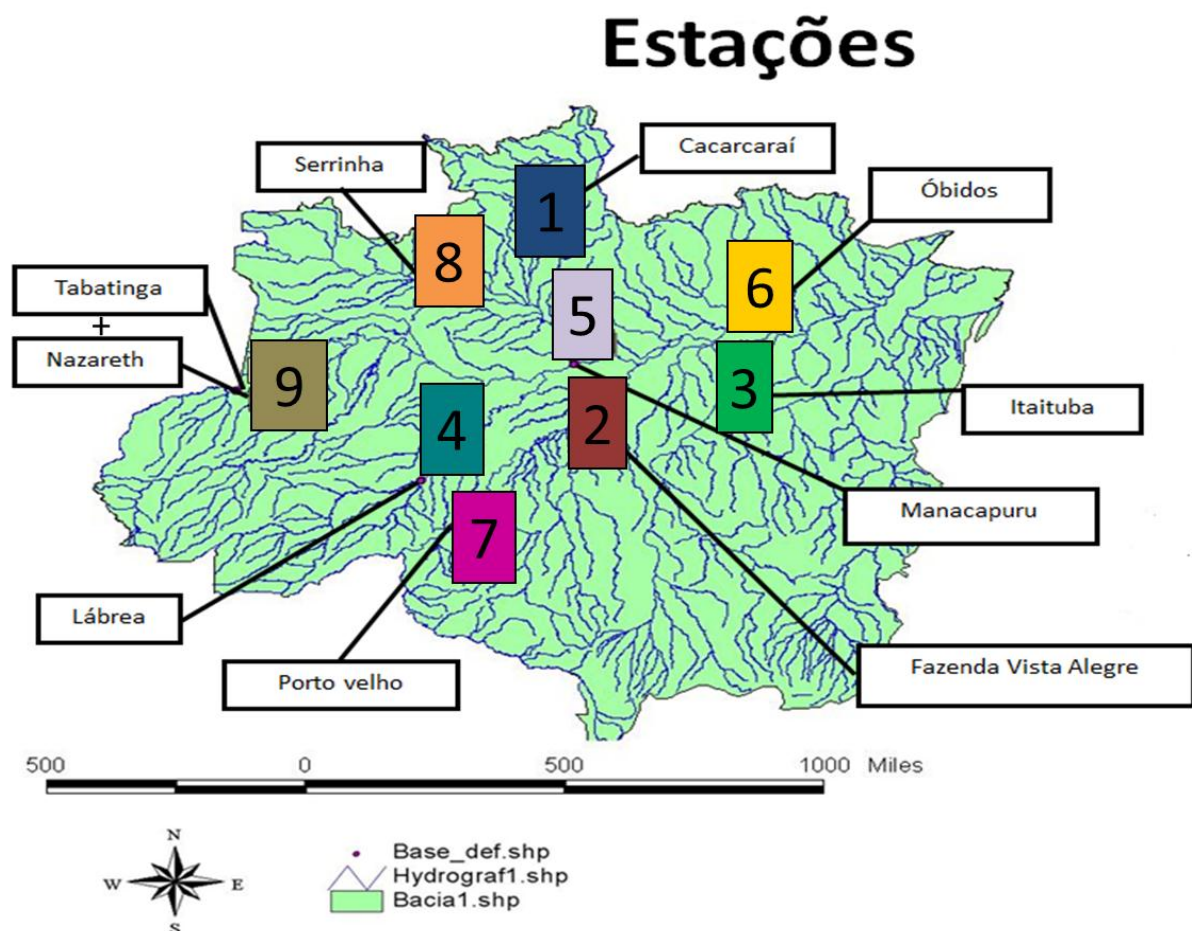 Estações
Cacarcaraí
Serrinha
Óbidos
1
8
6
5
Tabatinga
+
Nazareth
9
3
4
2
Itaituba
Manacapuru
7
Lábrea
Porto velho
Fazenda Vista Alegre
500 0 500 1000 Miles
N
W E
S
Base_def.shp
Hydrograf1.shp
Bacia1.shp